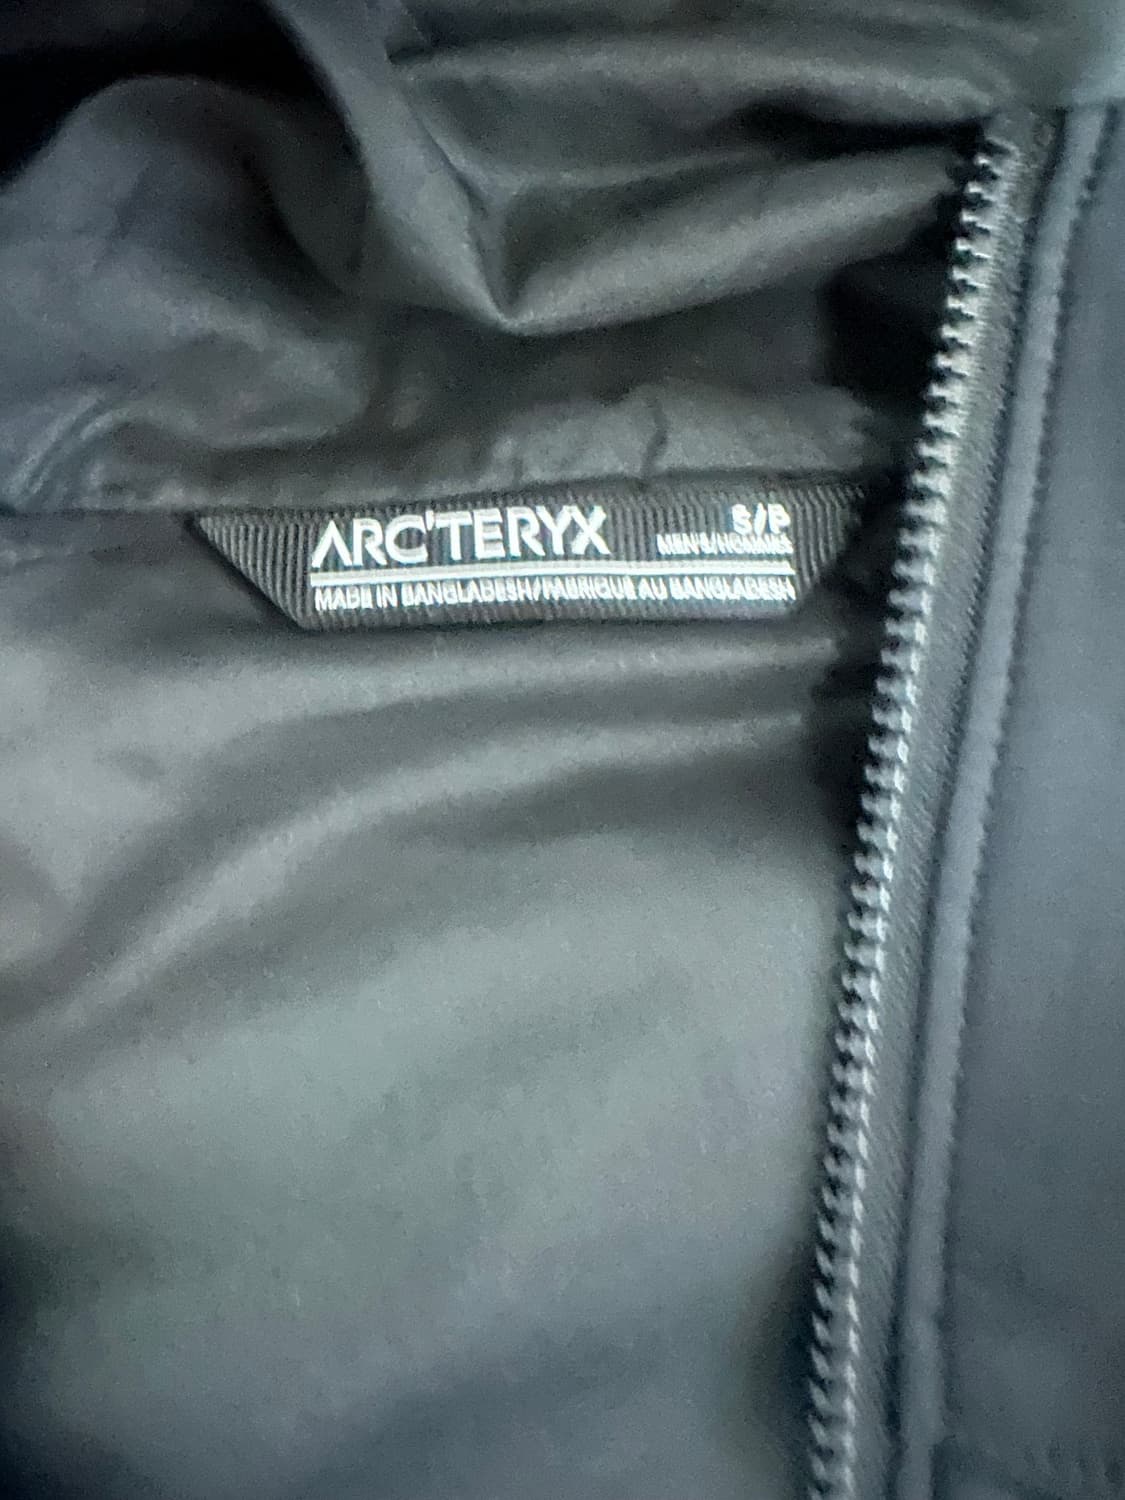 ARC'TERYX
S/P
MEN'S/HOMMES
MADE IN BANGLADESH/FABRIQUÉ AU BANGLADESH